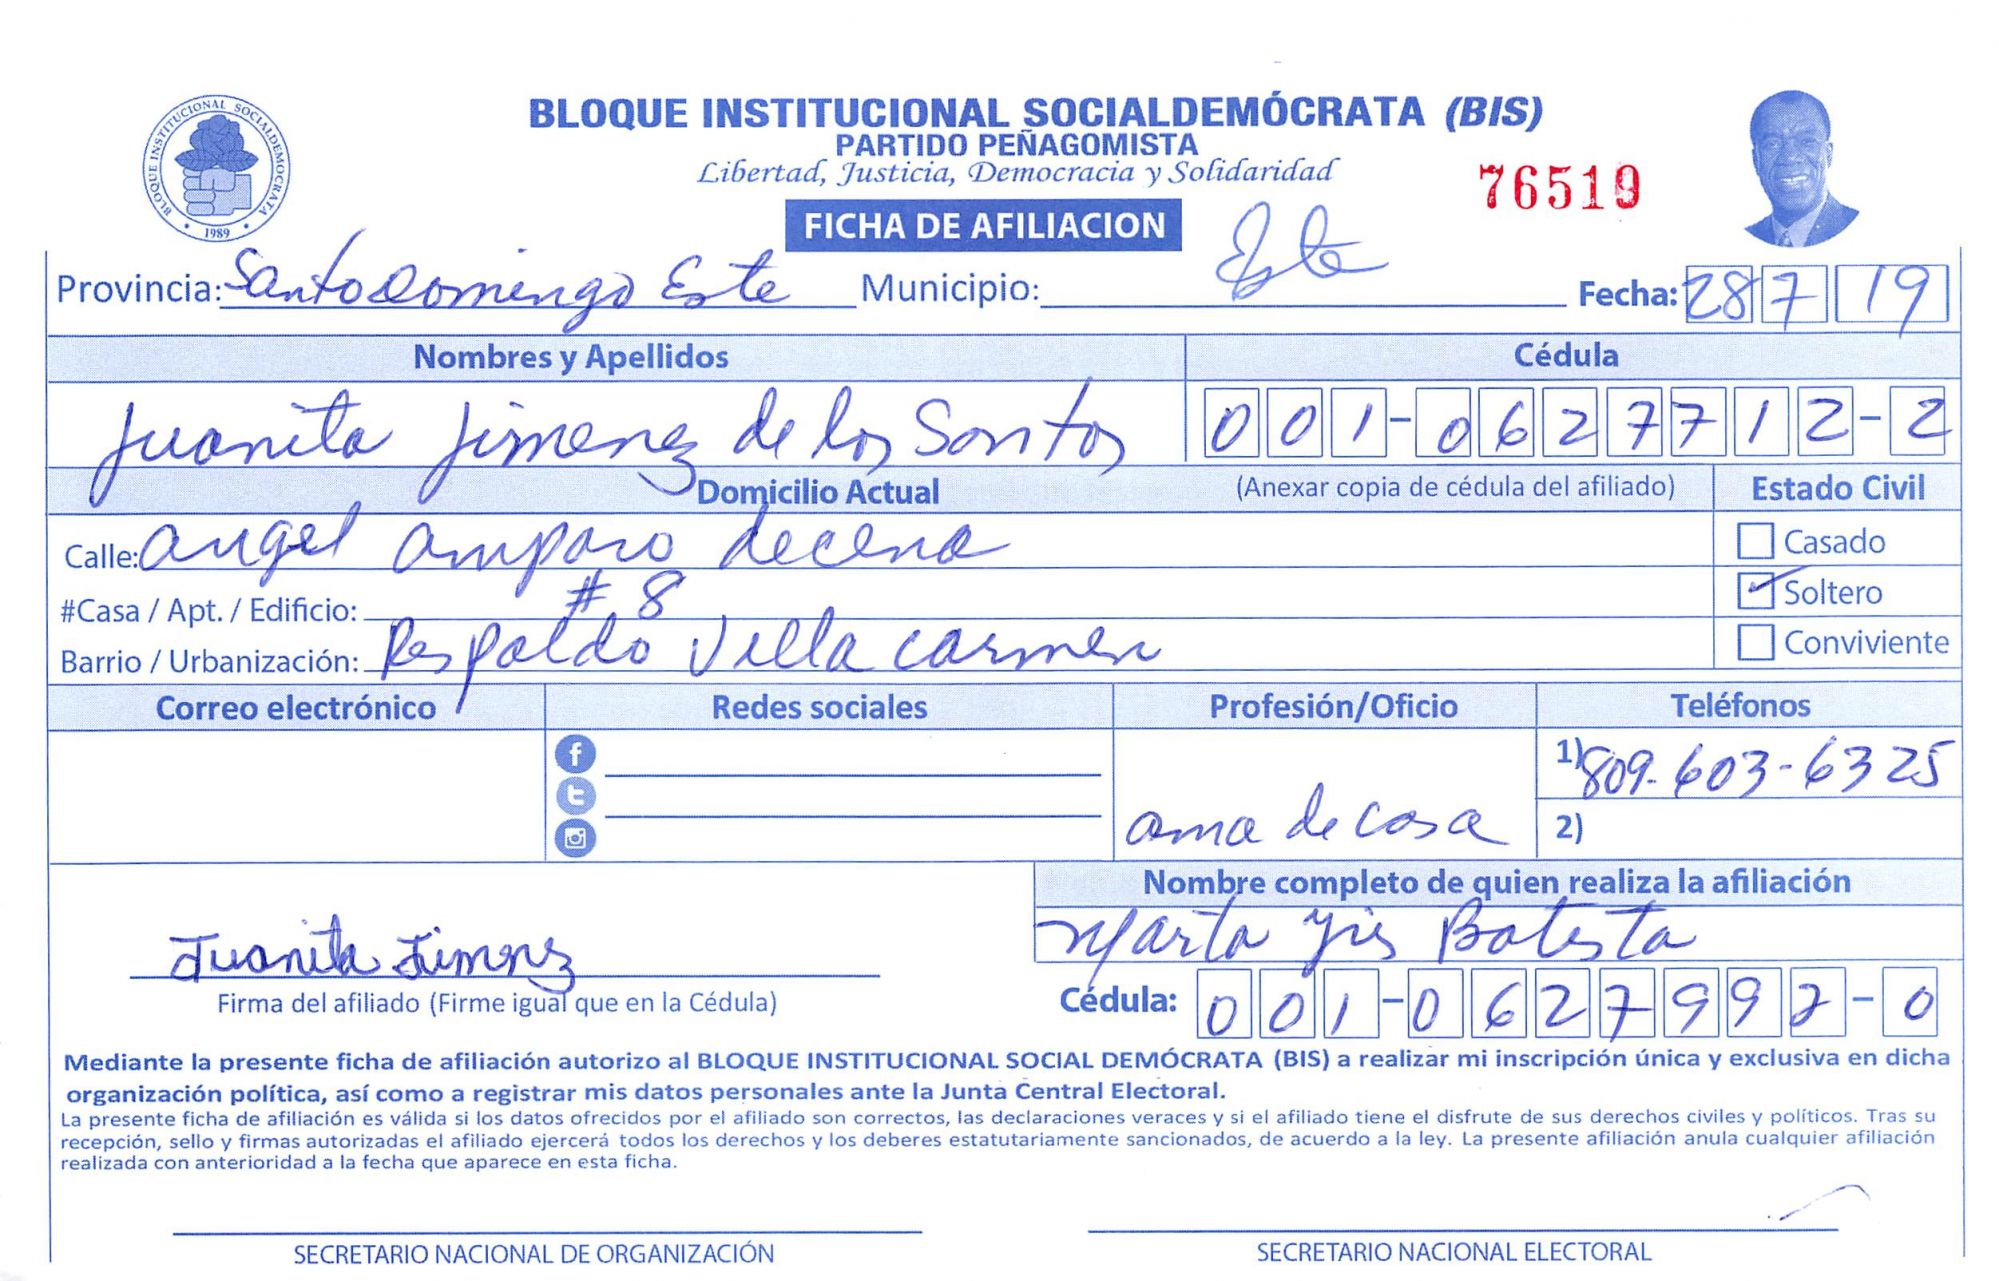 BLOQUE INSTITUCIONAL SOCIALDEMOCRATA
1989
BLOQUE INSTITUCIONAL SOCIALDEMÓCRATA (BIS)
PARTIDO PEÑAGOMISTA
Libertad, Justicia, Democracia y Solidaridad
76519
FICHA DE AFILIACION
Provincia: Santo Domingo Este Municipio: Este Fecha: 28 7 19
Nombres y Apellidos Cédula
Juanita Jimenez de los Santos 001-0627712-2
Domicilio Actual (Anexar copia de cédula del afiliado) Estado Civil
Calle: Angel Amparo decena Casado
#Casa / Apt. / Edificio: #8 Soltero
Barrio / Urbanización: Respaldo Villa Carmen Conviviente
Correo electrónico Redes sociales Profesión/Oficio Teléfonos
1) 809-603-6325
ama de casa 2)
Nombre completo de quien realiza la afiliación
Marta Yris Batista
Juanita Jimenez
Firma del afiliado (Firme igual que en la Cédula) Cédula: 001-0627992-0
Mediante la presente ficha de afiliación autorizo al BLOQUE INSTITUCIONAL SOCIAL DEMÓCRATA (BIS) a realizar mi inscripción única y exclusiva en dicha
organización política, así como a registrar mis datos personales ante la Junta Central Electoral.
La presente ficha de afiliación es válida si los datos ofrecidos por el afiliado son correctos, las declaraciones veraces y si el afiliado tiene el disfrute de sus derechos civiles y políticos. Tras su
recepción, sello y firmas autorizadas el afiliado ejercerá todos los derechos y los deberes estatutariamente sancionados, de acuerdo a la ley. La presente afiliación anula cualquier afiliación
realizada con anterioridad a la fecha que aparece en esta ficha.
SECRETARIO NACIONAL DE ORGANIZACIÓN SECRETARIO NACIONAL ELECTORAL